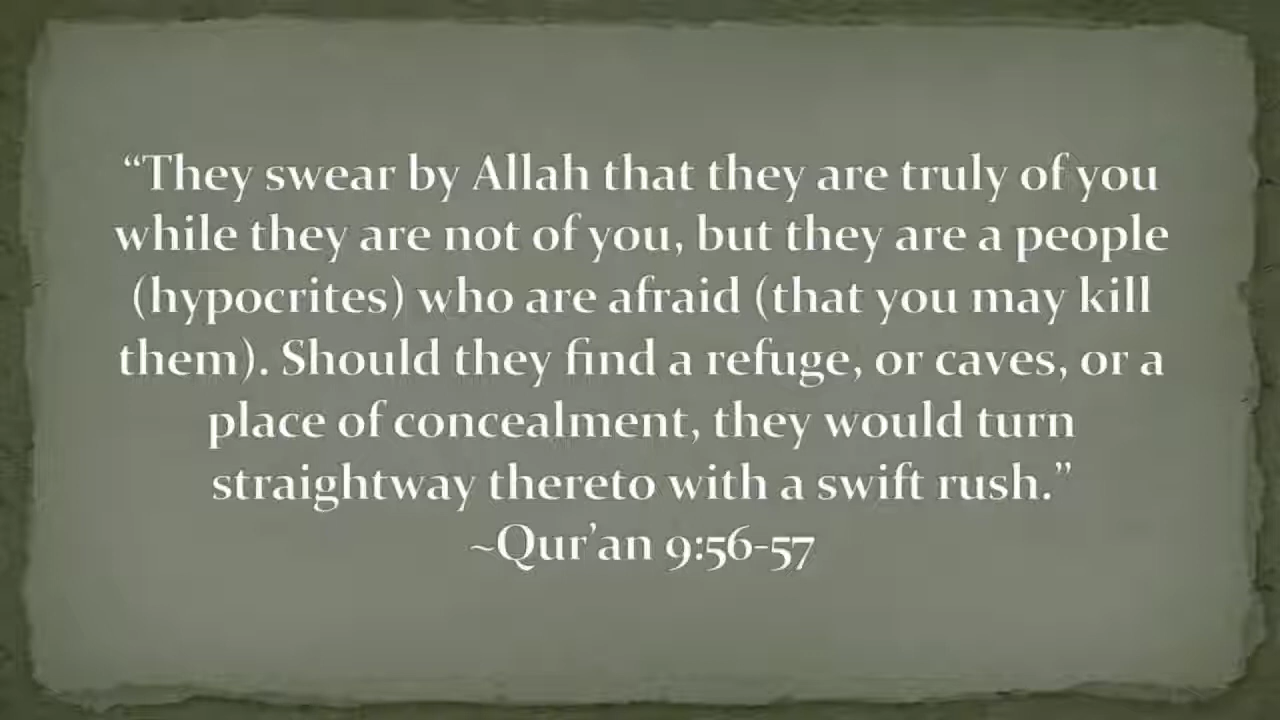 “They swear by Allah that they are truly of you
while they are not of you, but they are a people
(hypocrites) who are afraid (that you may kill
them). Should they find a refuge, or caves, or a
place of concealment, they would turn
straightway thereto with a swift rush.”
~Qur’an 9:56-57